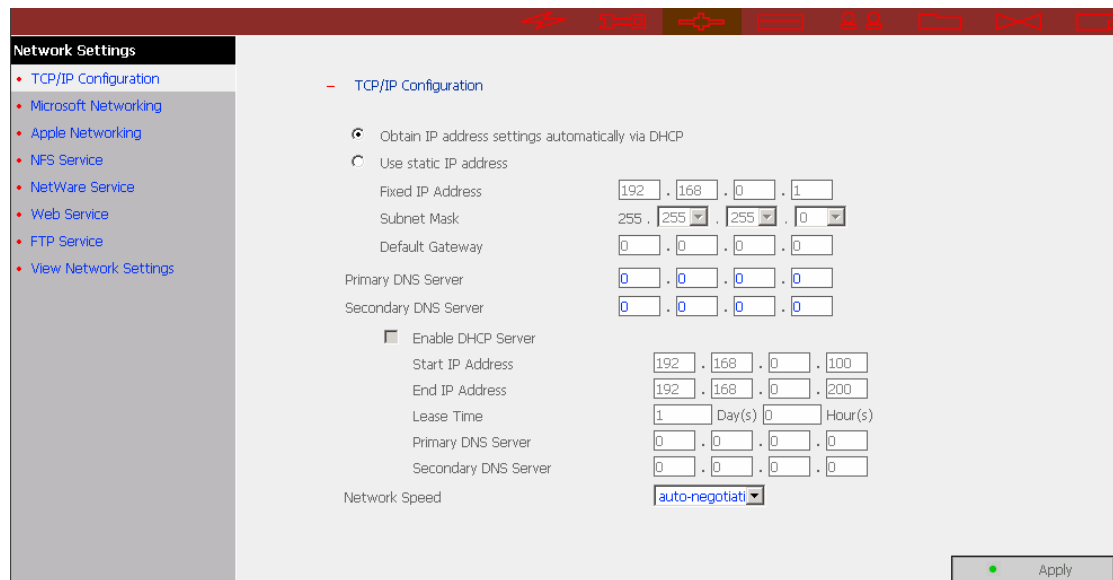 Network Settings
TCP/IP Configuration
Microsoft Networking
Apple Networking
NFS Service
NetWare Service
Web Service
FTP Service
View Network Settings
TCP/IP Configuration
Obtain IP address settings automatically via DHCP
Use static IP address
Fixed IP Address 192 . 168 . 0 . 1
Subnet Mask 255 . 255 . 255 . 0
Default Gateway 0 . 0 . 0 . 0
Primary DNS Server 0 . 0 . 0 . 0
Secondary DNS Server 0 . 0 . 0 . 0
Enable DHCP Server
Start IP Address 192 . 168 . 0 . 100
End IP Address 192 . 168 . 0 . 200
Lease Time 1 Day(s) 0 Hour(s)
Primary DNS Server 0 . 0 . 0 . 0
Secondary DNS Server 0 . 0 . 0 . 0
Network Speed auto-negotiati
Apply